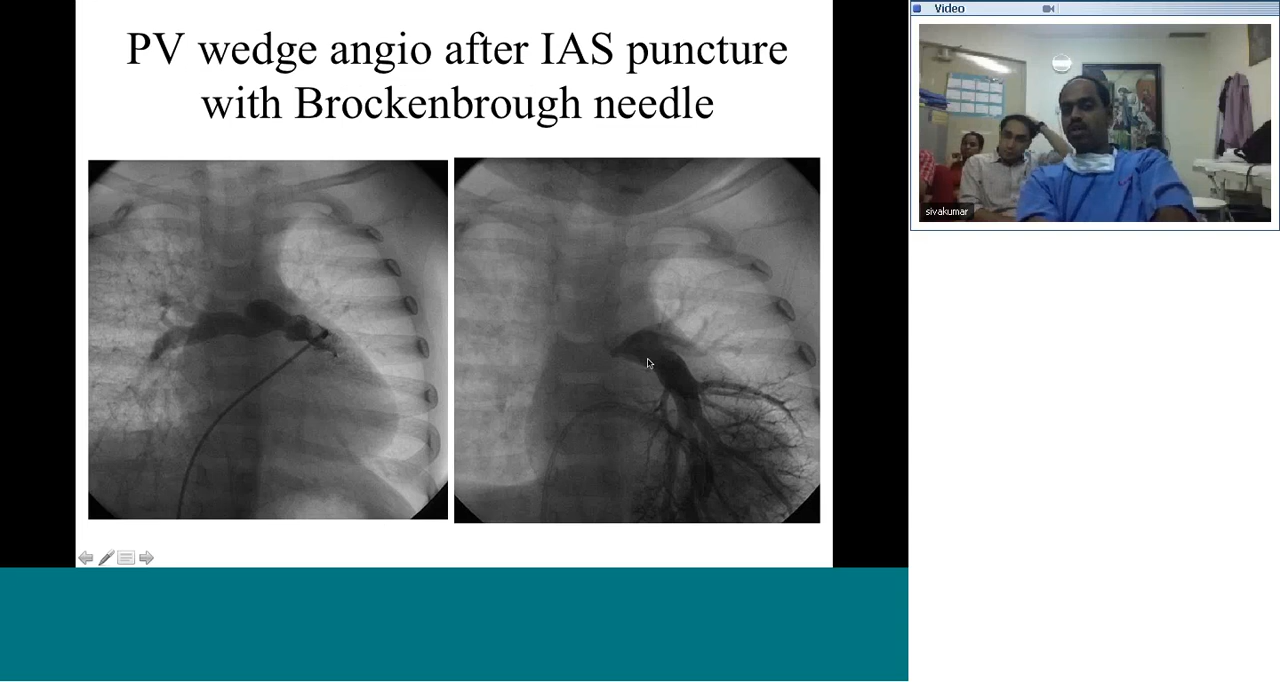 PV wedge angio after IAS puncture
with Brockenbrough needle
Video
sivakumar